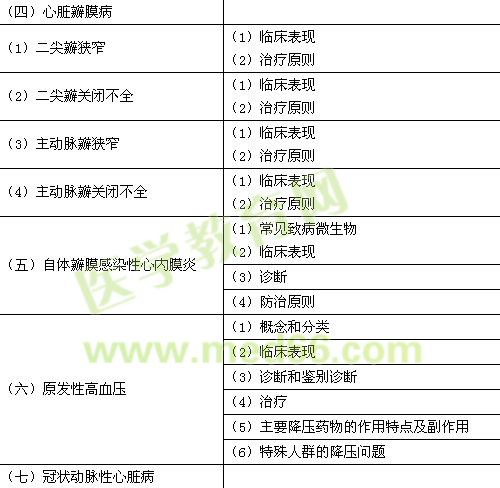 （四）心脏瓣膜病
（1）二尖瓣狭窄
（1）临床表现
（2）治疗原则
（2）二尖瓣关闭不全
（1）临床表现
（2）治疗原则
（3）主动脉瓣狭窄
（1）临床表现
（2）治疗原则
（4）主动脉瓣关闭不全
（1）临床表现
（2）治疗原则
（五）自体瓣膜感染性心内膜炎
（1）常见致病微生物
（2）临床表现
（3）诊断
（4）防治原则
（六）原发性高血压
（1）概念和分类
（2）临床表现
（3）诊断和鉴别诊断
（4）治疗
（5）主要降压药物的作用特点及副作用
（6）特殊人群的降压问题
（七）冠状动脉性心脏病
医学教育网
www.med66.com